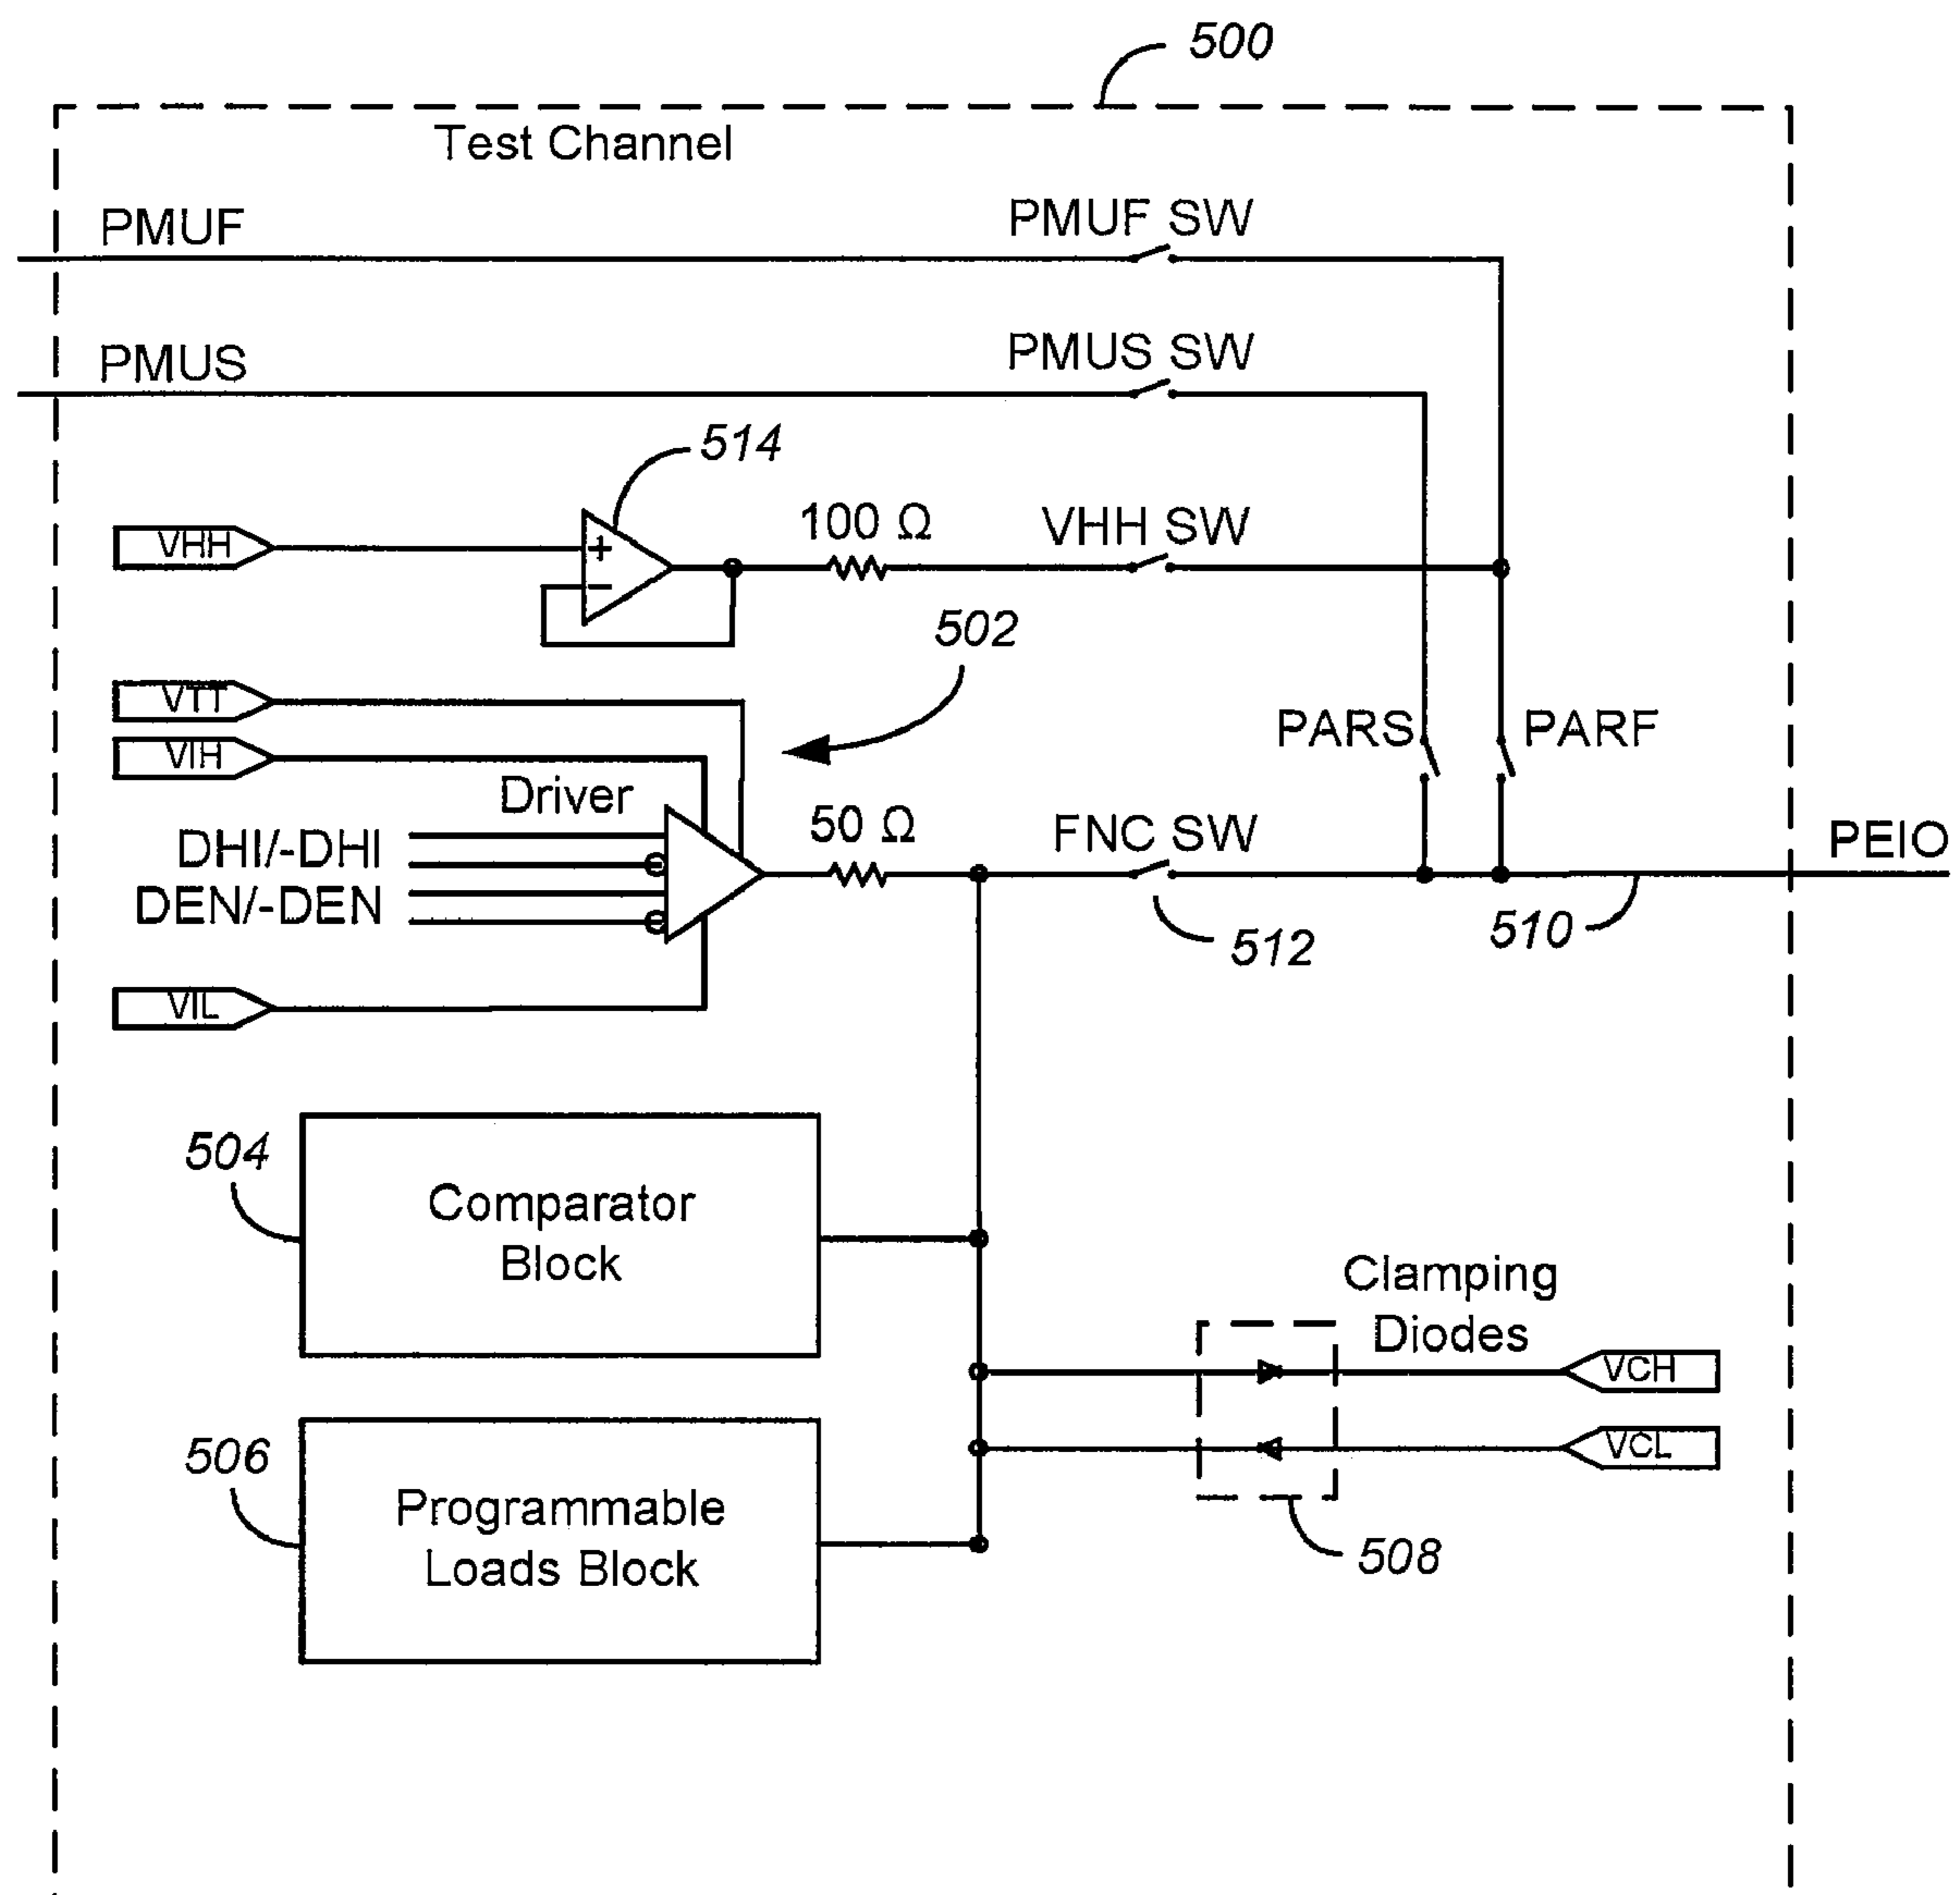 500
Test Channel
PMUF
PMUF SW
PMUS
PMUS SW
514
VHH
+
−
100 Ω
VHH SW
502
VTT
VIH
PARS
PARF
Driver
50 Ω
FNC SW
PEIO
DHI/-DHI
DEN/-DEN
512
510
VIL
504
Comparator
Block
Clamping
Diodes
VCH
506
VCL
Programmable
Loads Block
508